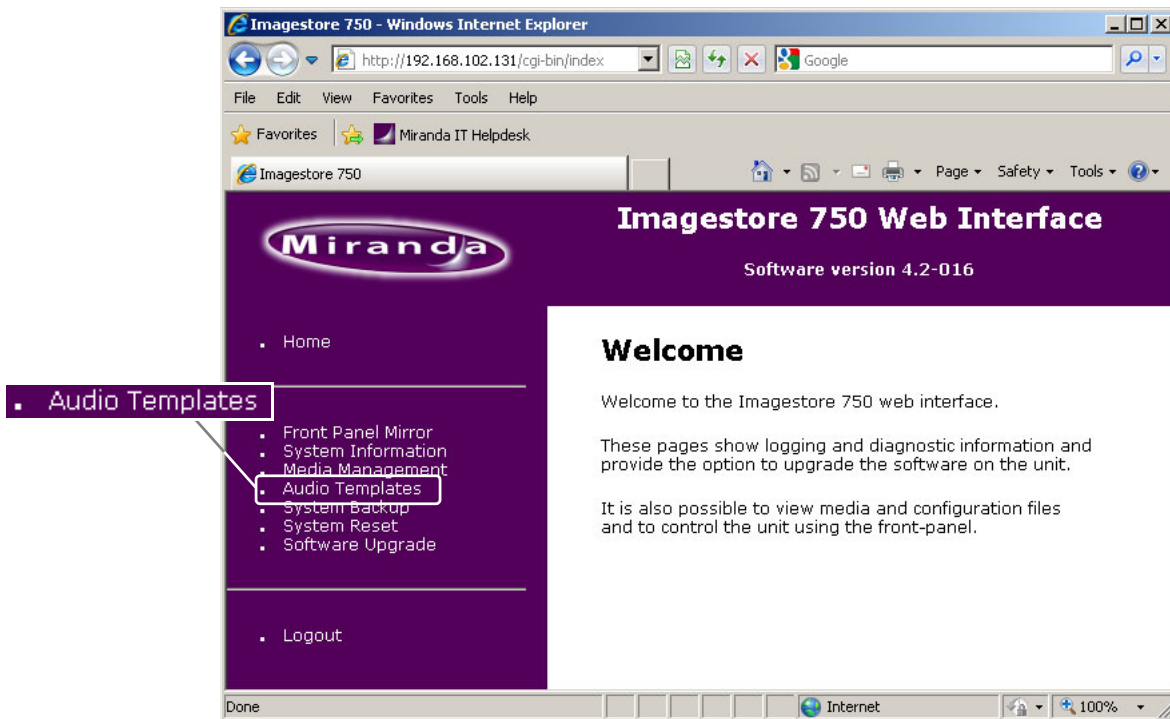 Imagestore 750 - Windows Internet Explorer
http://192.168.102.131/cgi-bin/index
Google
File Edit View Favorites Tools Help
Favorites Miranda IT Helpdesk
Imagestore 750
Page Safety Tools
Miranda
Imagestore 750 Web Interface
Software version 4.2-016
Home
Audio Templates
Front Panel Mirror
System Information
Media Management
Audio Templates
System Backup
System Reset
Software Upgrade
Logout
Welcome
Welcome to the Imagestore 750 web interface.
These pages show logging and diagnostic information and
provide the option to upgrade the software on the unit.
It is also possible to view media and configuration files
and to control the unit using the front-panel.
Done Internet 100%